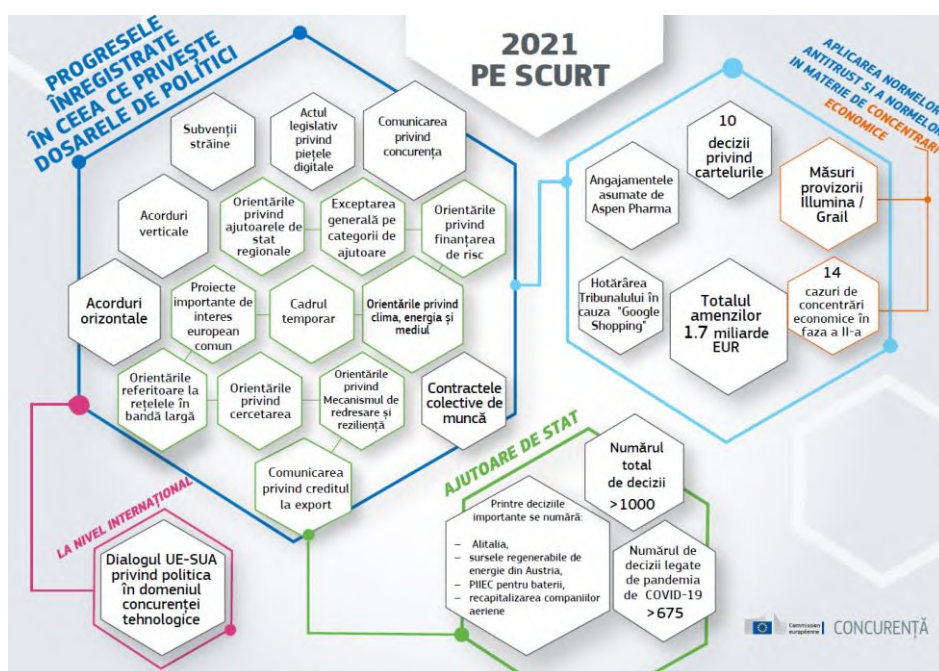 PROGRESELE
ÎNREGISTRATE
ÎN CEEA CE PRIVEȘTE
DOSARELE DE POLITICI
2021
PE SCURT
APLICAREA NORMELOR
ANTITRUST SI A NORMELOR
IN MATERIE DE CONCENTRARI
ECONOMICE
Subvenții
străine
Actul
legislativ
privind
piețele
digitale
Comunicarea
privind
concurența
Acorduri
verticale
Orientările
privind
ajutoarele de
stat
regionale
Exceptarea
generală pe
categorii de
ajutoare
Orientările
privind
finanțarea
de risc
Acorduri
orizontale
Proiecte
importante de
interes
european
comun
Cadrul
temporar
Orientările privind
clima, energia și
mediul
Orientările
referitoare la
rețelele în
bandă largă
Orientările
privind
cercetarea
Orientările
privind
Mecanismul de
redresare și
reziliență
Contractele
colective de
muncă
Comunicarea
privind creditul
la export
10
decizii
privind
cartelurile
Angajamentele
asumate de
Aspen Pharma
Măsuri
provizorii
Illumina /
Grail
Hotărârea
Tribunalului în
cauza "Google
Shopping"
Totalul
amenzilor
1.7 miliarde
EUR
14
cazuri de
concentrări
economice în
faza a II-a
LA NIVEL INTERNAȚIONAL
Dialogul UE-SUA
privind politica
în domeniul
concurenței
tehnologice
AJUTOARE DE STAT
Numărul
total
de decizii
>1000
Printre deciziile
importante se numără:
– Alitalia,
– sursele regenerabile de
energie din Austria,
– PIIEC pentru baterii,
– recapitalizarea companiilor
aeriene
Numărul de
decizii legate
de pandemia
de COVID-19
>675
Commission
européenne
CONCURENȚĂ